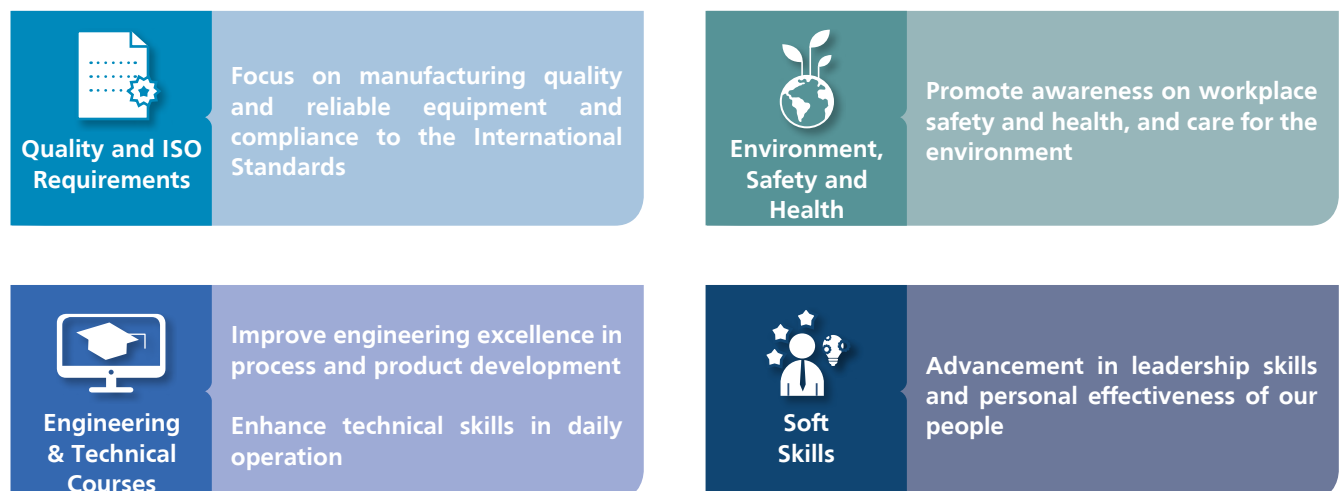 Quality and ISO
Requirements
Focus on manufacturing quality
and reliable equipment and
compliance to the International
Standards
Environment,
Safety and
Health
Promote awareness on workplace
safety and health, and care for the
environment
Engineering
& Technical
Courses
Improve engineering excellence in
process and product development
Enhance technical skills in daily
operation
Soft
Skills
Advancement in leadership skills
and personal effectiveness of our
people